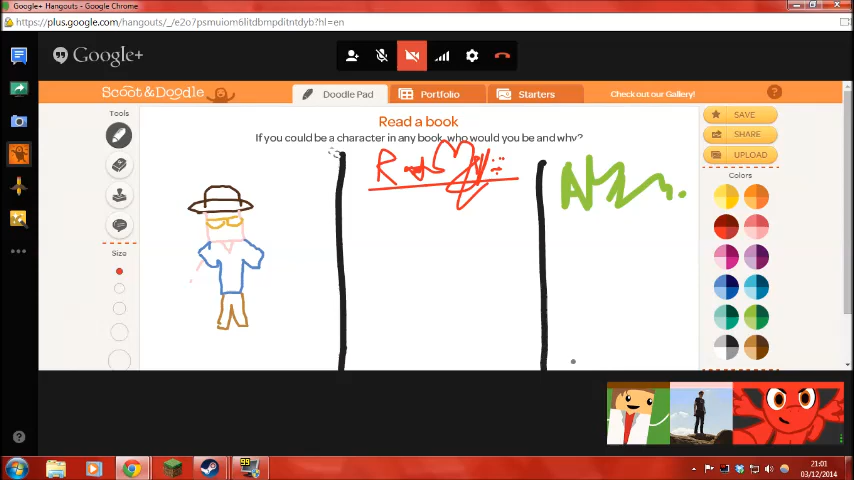 Google+ Hangouts - Google Chrome
https://plus.google.com/hangouts/_/e2o7psmuiom6litdbmpditntdyb?hl=en
Google+
Scoot & Doodle
Doodle Pad
Portfolio
Starters
Check out our Gallery!
?
Tools
Read a book
If you could be a character in any book, who would you be and why?
SAVE
SHARE
UPLOAD
Colors
Size
?
99
21:01
03/12/2014